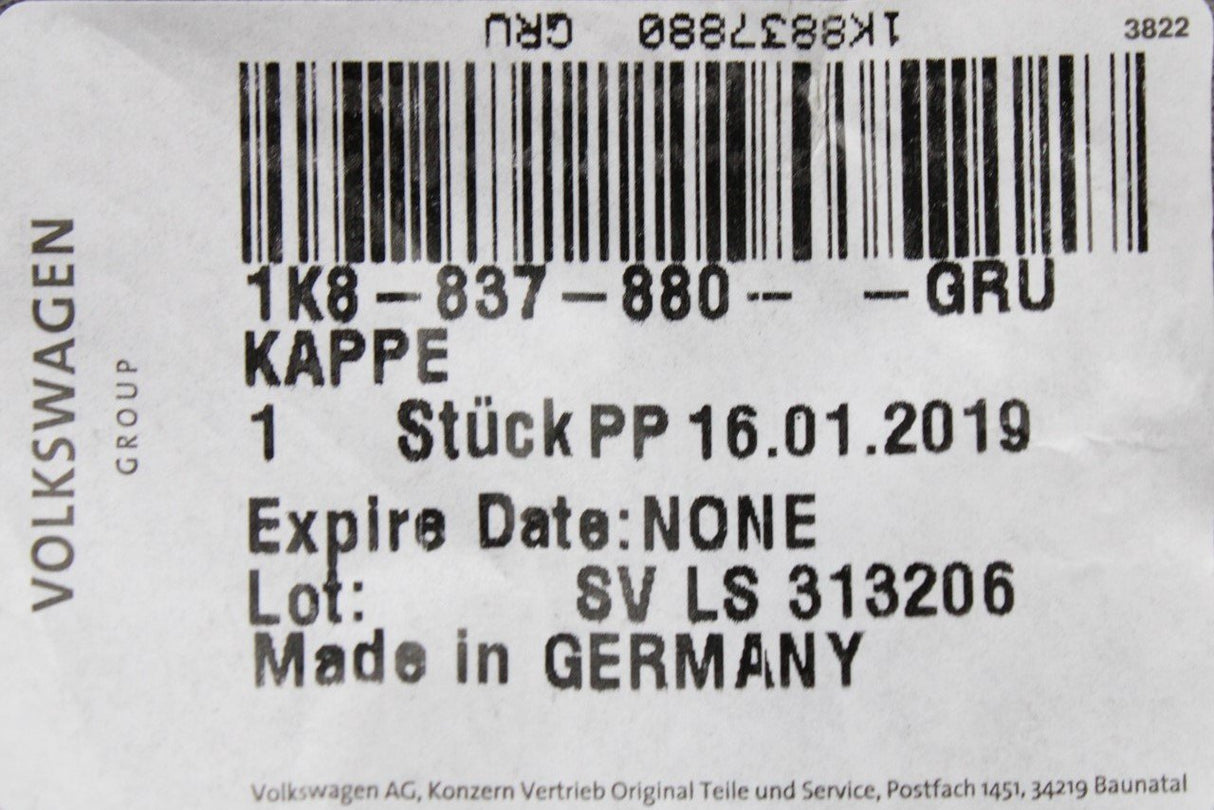 1K8837880 GRU
3822
1K8-837-880-- -GRU
KAPPE
1 Stück PP 16.01.2019
Expire Date:NONE
Lot: SV LS 313206
Made in GERMANY
VOLKSWAGEN
GROUP
Volkswagen AG, Konzern Vertrieb Original Teile und Service, Postfach 1451, 34219 Baunatal